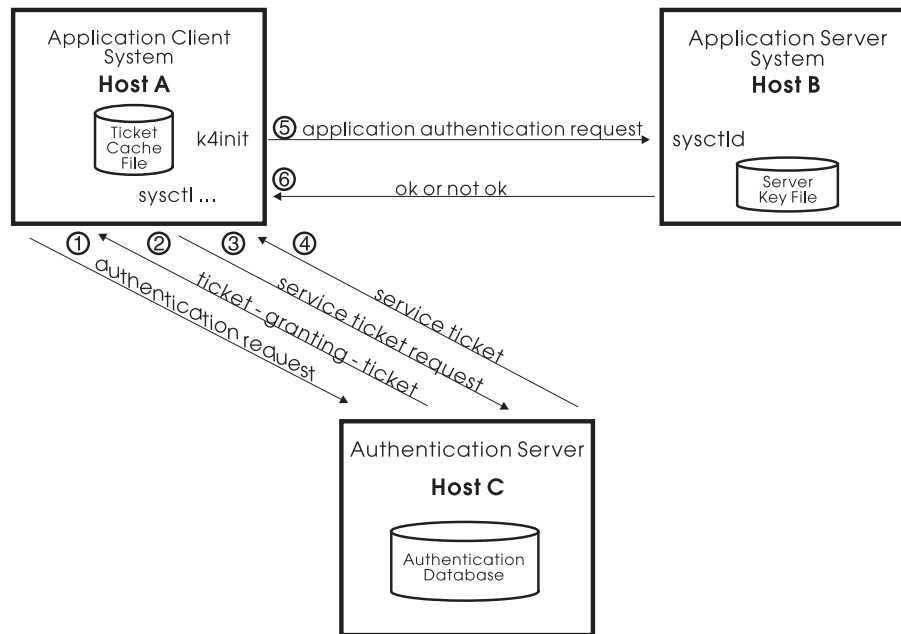 Application Client
System
Host A
Ticket
Cache
File
k4init
sysctl ...
Application Server
System
Host B
sysctld
Server
Key File
5 application authentication request
6
ok or not ok
1
authentication request
2
ticket - granting - ticket
3
service ticket request
4
service ticket
Authentication Server
Host C
Authentication
Database